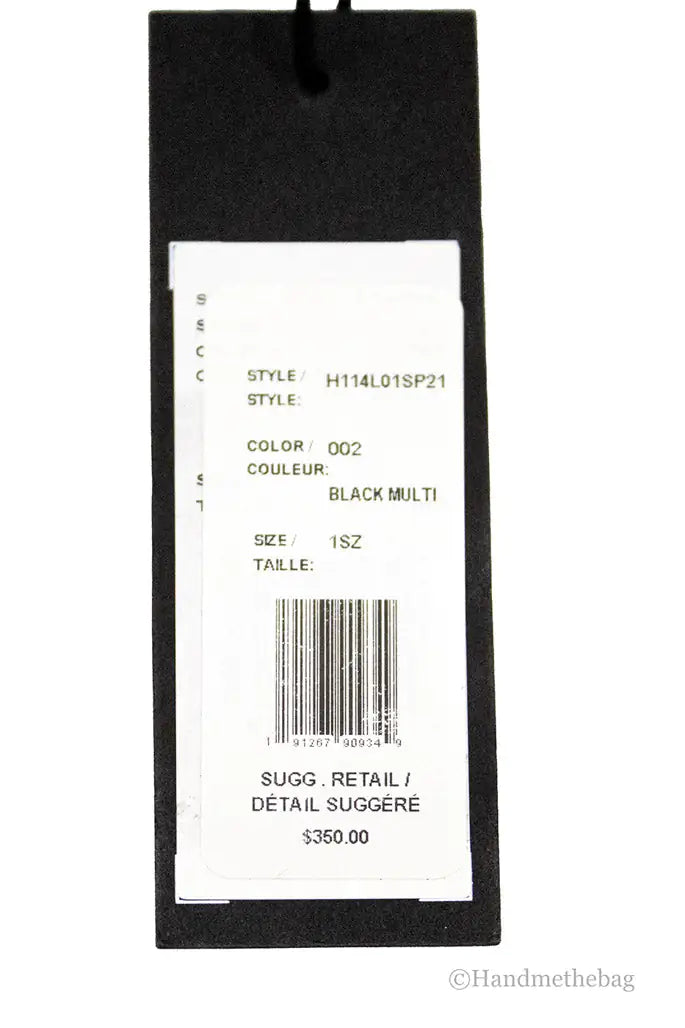 S
S
C
C
STYLE / H114L01SP21
STYLE:
COLOR / 002
COULEUR:
BLACK MULTI
S
T
SIZE / 1SZ
TAILLE:
1 91267 90934 9
SUGG . RETAIL /
DÉTAIL SUGGÉRÉ
$350.00
©Handmethebag